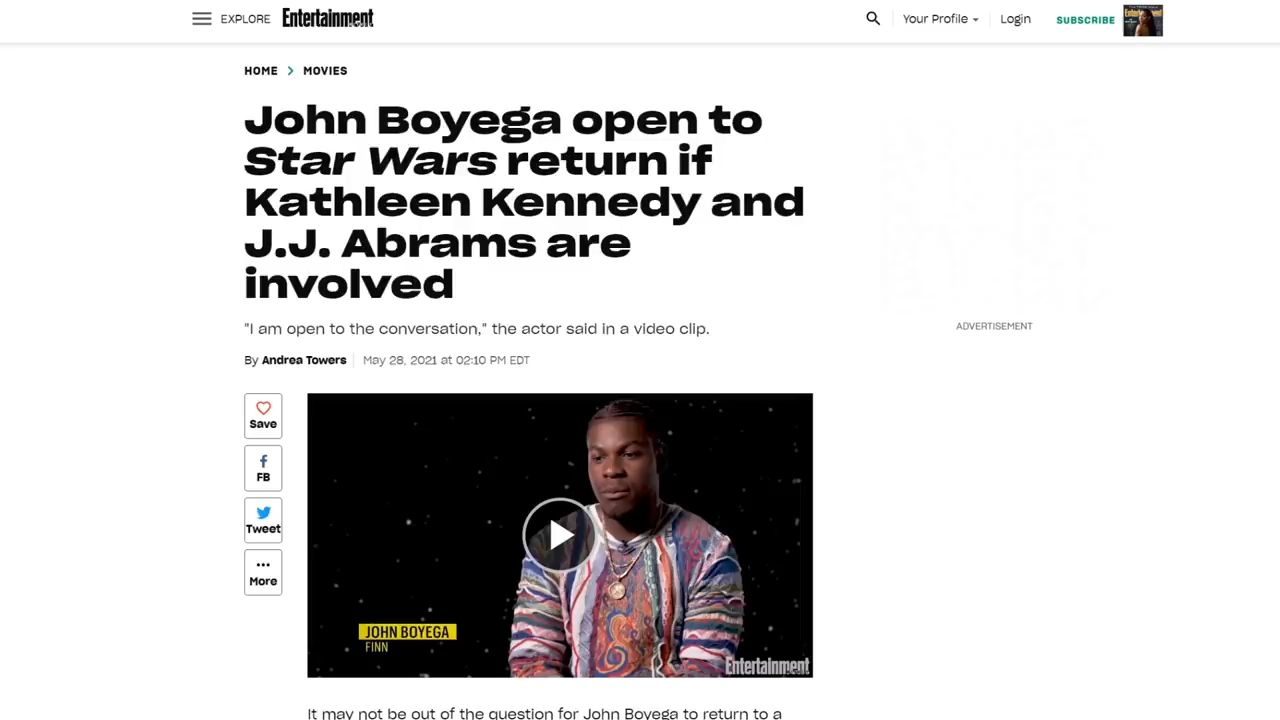 EXPLORE Entertainment Your Profile Login SUBSCRIBE
HOME MOVIES
John Boyega open to
Star Wars return if
Kathleen Kennedy and
J.J. Abrams are
involved
"I am open to the conversation," the actor said in a video clip.
By Andrea Towers May 28, 2021 at 02:10 PM EDT
ADVERTISEMENT
Save
FB
Tweet
More
JOHN BOYEGA
FINN
Entertainment
It may not be out of the question for John Boyega to return to a